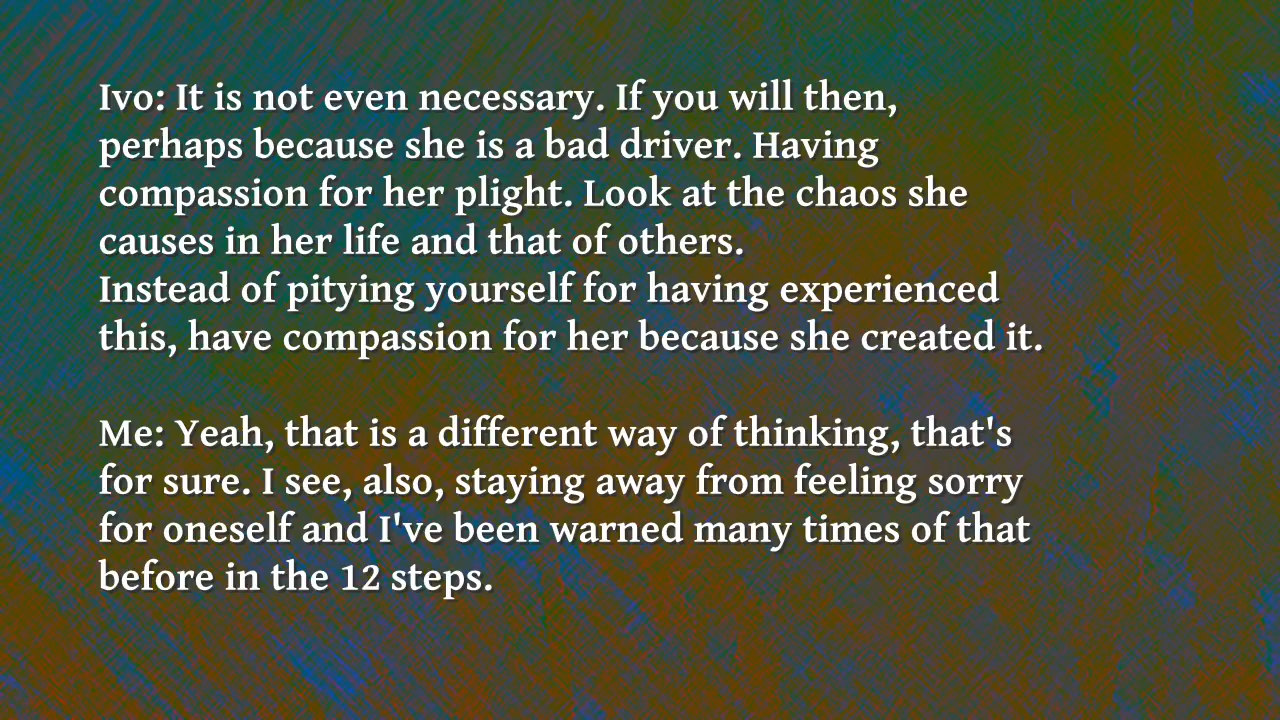 Ivo: It is not even necessary. If you will then,
perhaps because she is a bad driver. Having
compassion for her plight. Look at the chaos she
causes in her life and that of others.
Instead of pitying yourself for having experienced
this, have compassion for her because she created it.
Me: Yeah, that is a different way of thinking, that's
for sure. I see, also, staying away from feeling sorry
for oneself and I've been warned many times of that
before in the 12 steps.